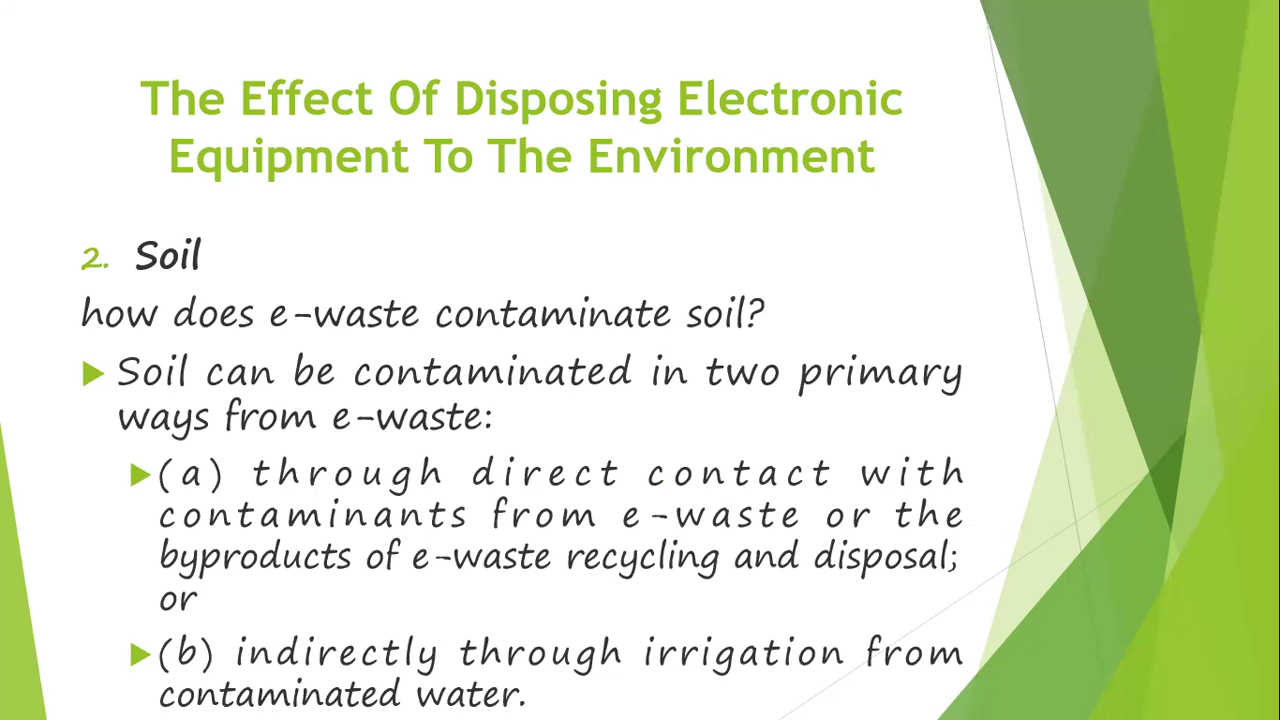 The Effect Of Disposing Electronic
Equipment To The Environment
2. Soil
how does e-waste contaminate soil?
Soil can be contaminated in two primary
ways from e-waste:
(a) through direct contact with
contaminants from e-waste or the
byproducts of e-waste recycling and disposal;
or
(b) indirectly through irrigation from
contaminated water.